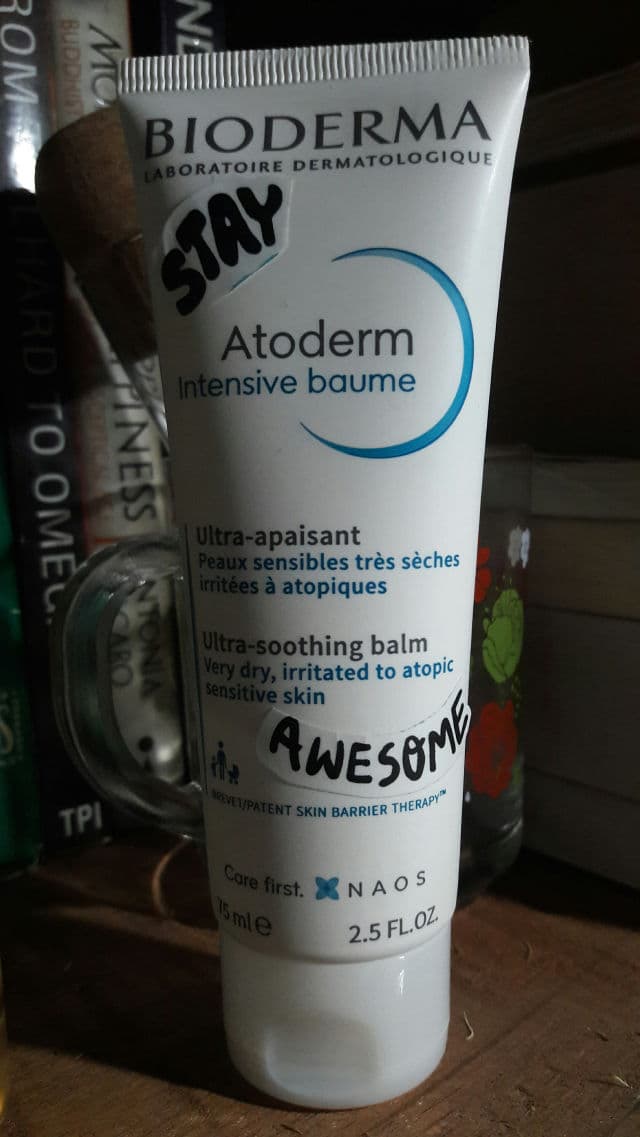 BIODERMA
LABORATOIRE DERMATOLOGIQUE
STAY
Atoderm
Intensive baume
Ultra-apaisant
Peaux sensibles très sèches
irritées à atopiques
Ultra-soothing balm
Very dry, irritated to atopic
sensitive skin
AWESOME
BREVET/PATENT SKIN BARRIER THERAPY™
Care first. NAOS
75 ml e
2.5 FL.OZ.
TO
TPI